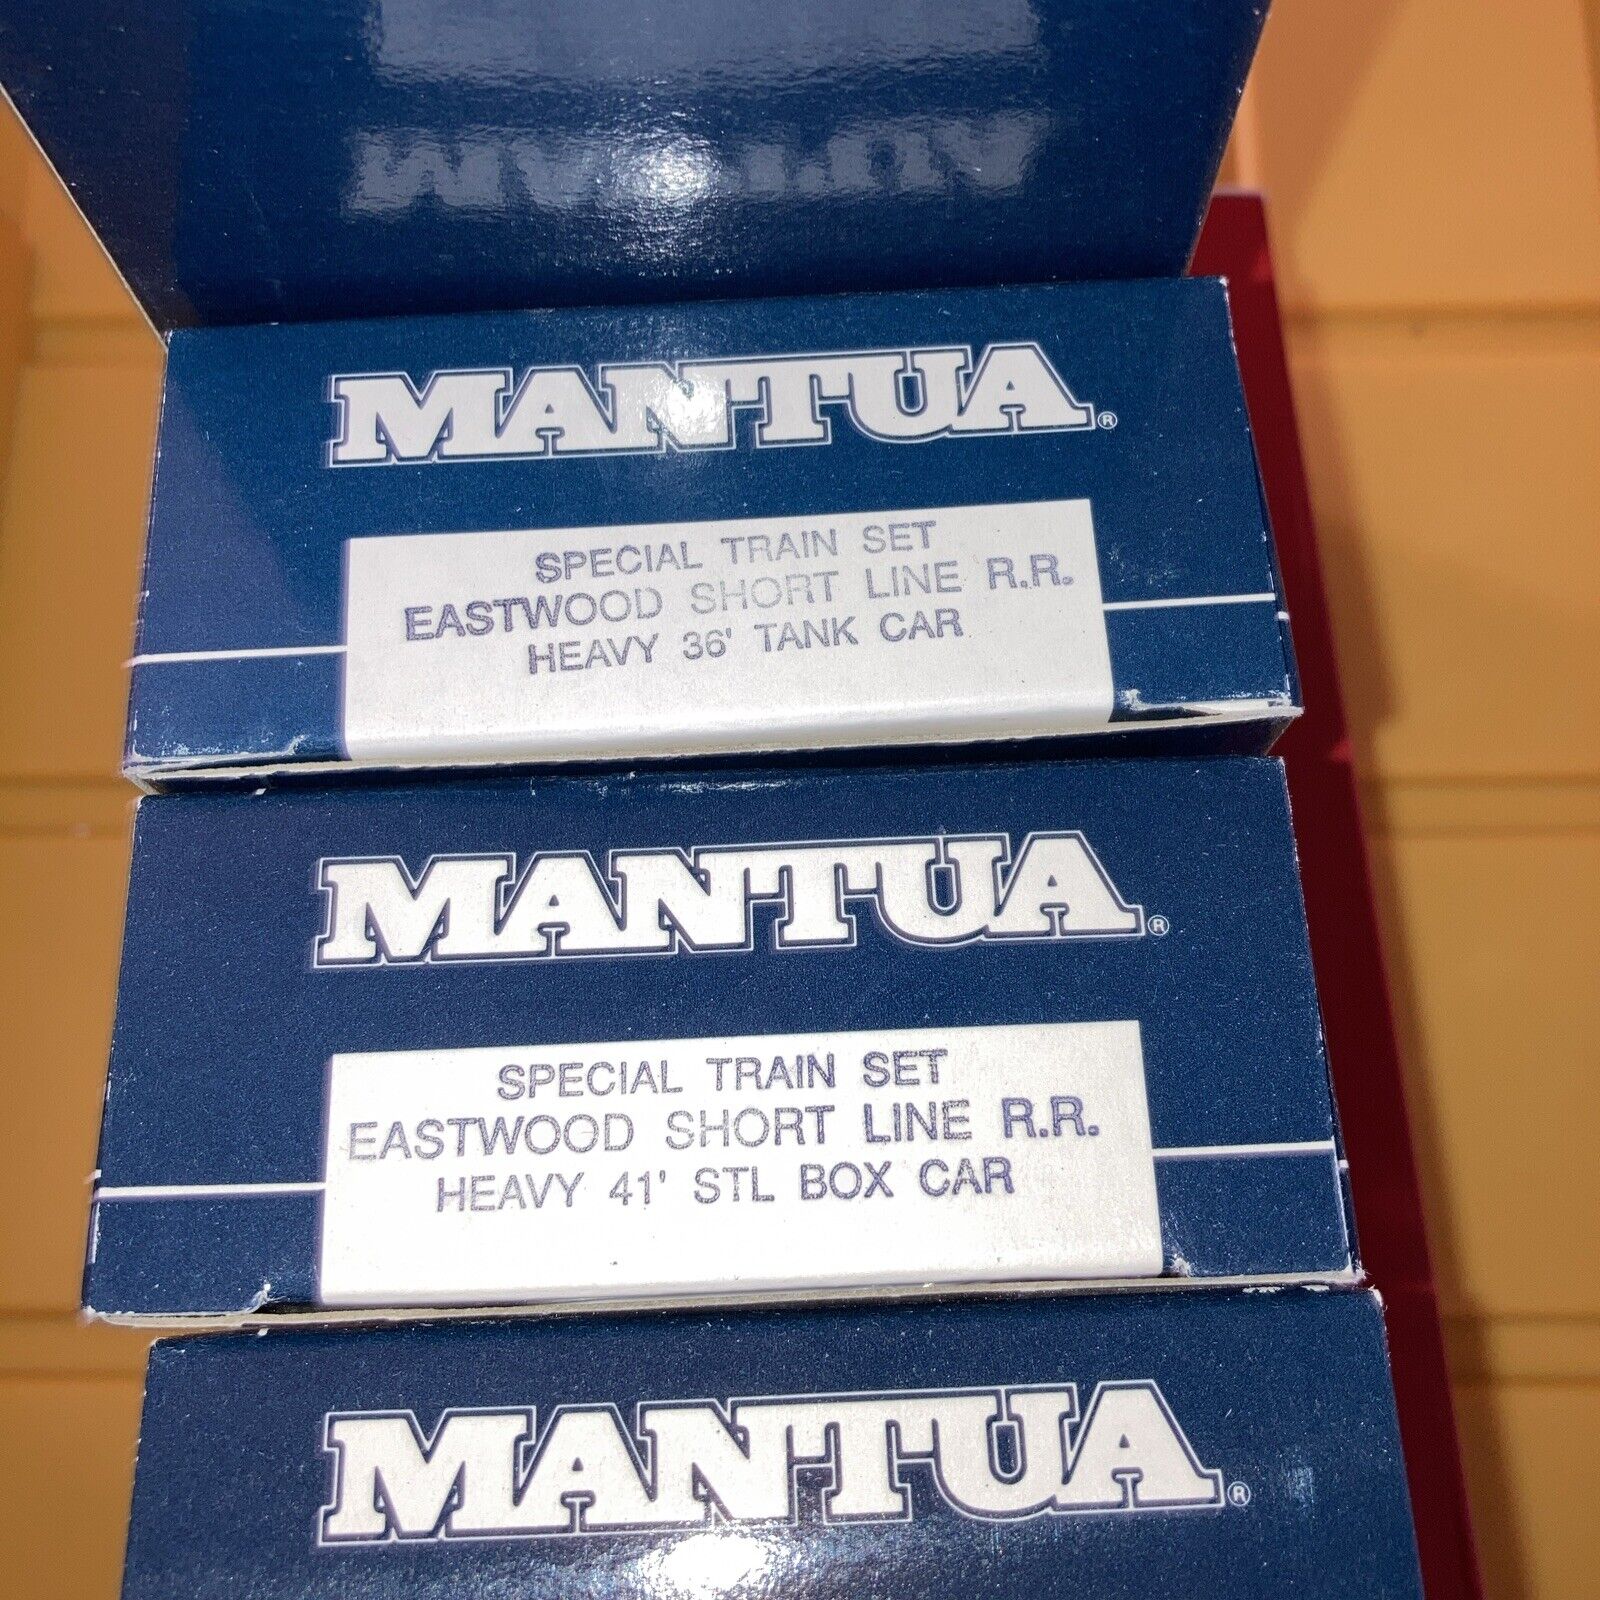 MANTUA®
SPECIAL TRAIN SET
EASTWOOD SHORT LINE R.R.
HEAVY 36' TANK CAR
MANTUA®
SPECIAL TRAIN SET
EASTWOOD SHORT LINE R.R.
HEAVY 41' STL BOX CAR
MANTUA®